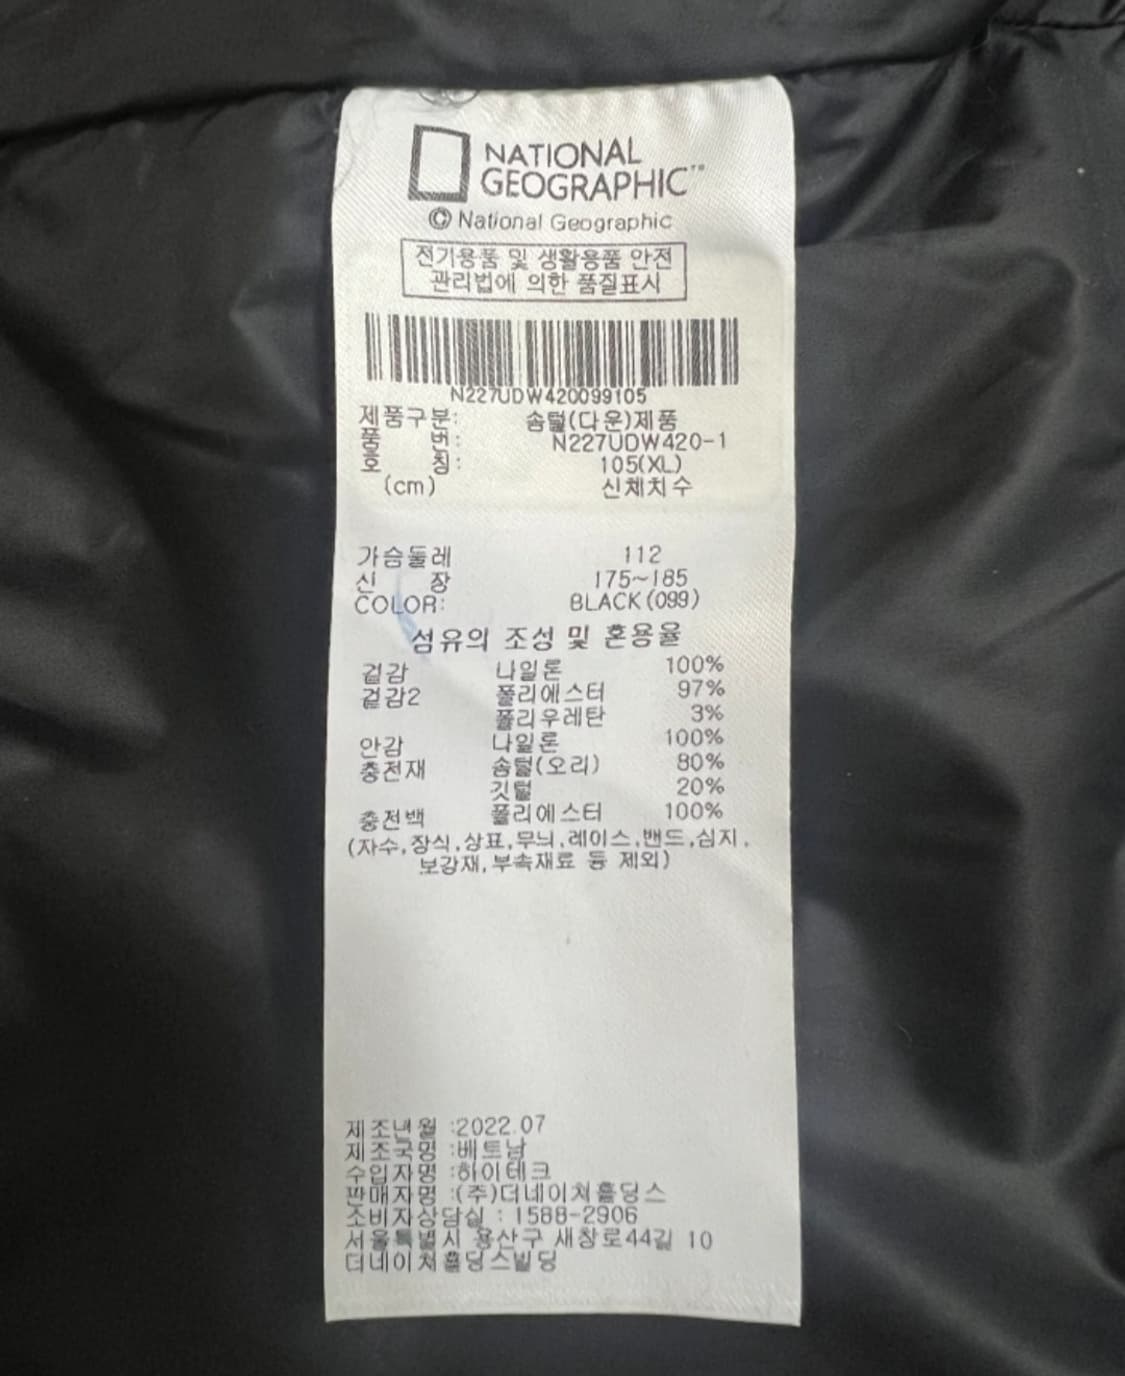 NATIONAL
GEOGRAPHIC™
© National Geographic
전기용품 및 생활용품 안전
관리법에 의한 품질표시
N227UDW420099105
제품구분: 솜털(다운)제품
품 번: N227UDW420-1
호 칭: 105(XL)
(cm) 신체치수
가슴둘레 112
신 장 175~185
COLOR: BLACK(099)
섬유의 조성 및 혼용율
겉감 나일론 100%
겉감2 폴리에스터 97%
폴리우레탄 3%
안감 나일론 100%
충전재 솜털(오리) 80%
깃털 20%
충전백 폴리에스터 100%
(자수,장식,상표,무늬,레이스,밴드,심지,
보강재,부속재료 등 제외)
제조년월 :2022.07
제조국명 :베트남
수입자명 :하이테크
판매자명 :(주)더네이쳐홀딩스
소비자상담실 : 1588-2906
서울특별시 용산구 새창로44길 10
더네이쳐홀딩스빌딩